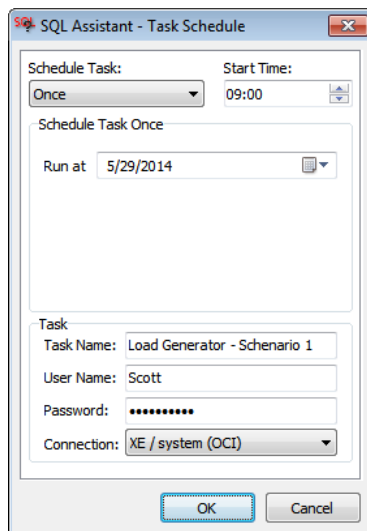 SQL Assistant - Task Schedule
Schedule Task:
Start Time:
Once
09:00
Schedule Task Once
Run at 5/29/2014
Task
Task Name: Load Generator - Schenario 1
User Name: Scott
Password: ••••••••••
Connection: XE / system (OCI)
OK
Cancel